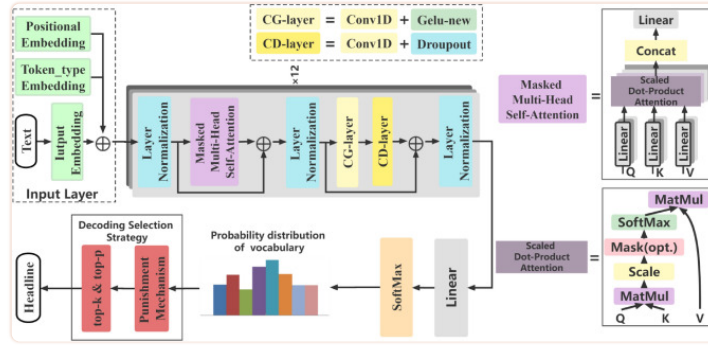 Positional
Embedding
Token_type
Embedding
Text
Intput
Embedding
Input Layer
CG-layer = Conv1D + Gelu-new
CD-layer = Conv1D + Droupout
×12
Layer
Normalization
Masked
Multi-Head
Self-Attention
Layer
Normalization
CG-layer
CD-layer
Layer
Normalization
Masked
Multi-Head
Self-Attention
=
Linear
Concat
Scaled
Dot-Product
Attention
Linear
Linear
Linear
Q K V
Headline
Decoding Selection
Strategy
top-k & top-p
Punishment
Mechanism
Probability distribution
of vocabulary
SoftMax
Linear
Scaled
Dot-Product
Attention
=
MatMul
SoftMax
Mask(opt.)
Scale
MatMul
Q K V